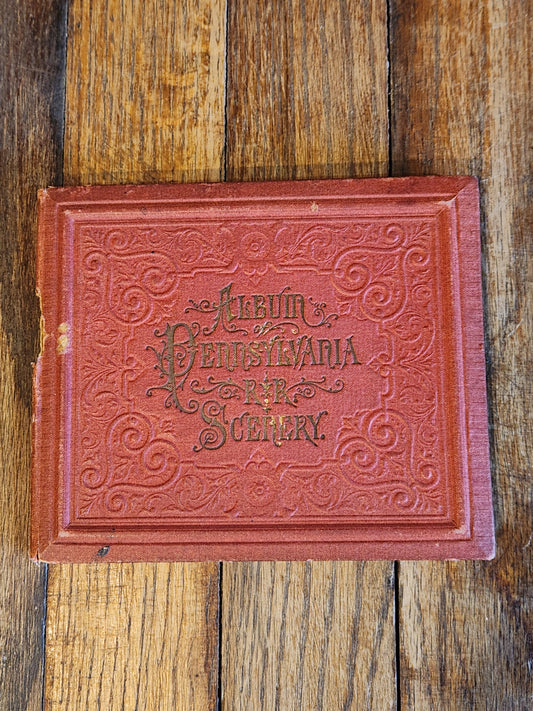 ALBUM
of
PENNSYLVANIA
R.R.
SCENERY.